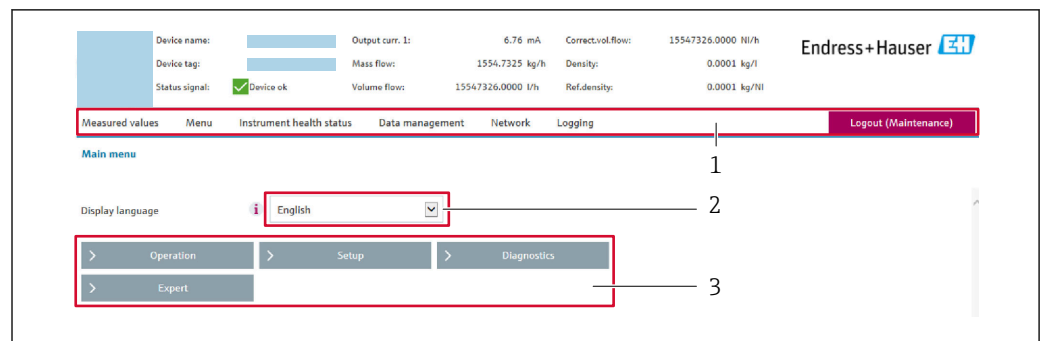 Device name: Output curr. 1: 6.76 mA Correct.vol.flow: 15547326.0000 Nl/h
Endress+Hauser EH
Device tag: Mass flow: 1554.7325 kg/h Density: 0.0001 kg/l
Status signal: Device ok Volume flow: 15547326.0000 l/h Ref.density: 0.0001 kg/Nl
Measured values Menu Instrument health status Data management Network Logging Logout (Maintenance)
1
Main menu
Display language i English 2
> Operation > Setup > Diagnostics
> Expert 3